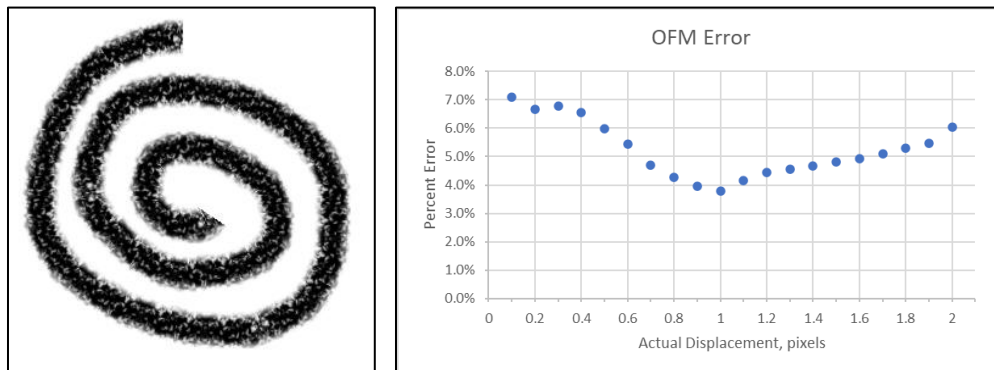 OFM Error
8.0%
7.0%
6.0%
5.0%
4.0%
3.0%
2.0%
1.0%
0.0%
Percent Error
0 0.2 0.4 0.6 0.8 1 1.2 1.4 1.6 1.8 2
Actual Displacement, pixels